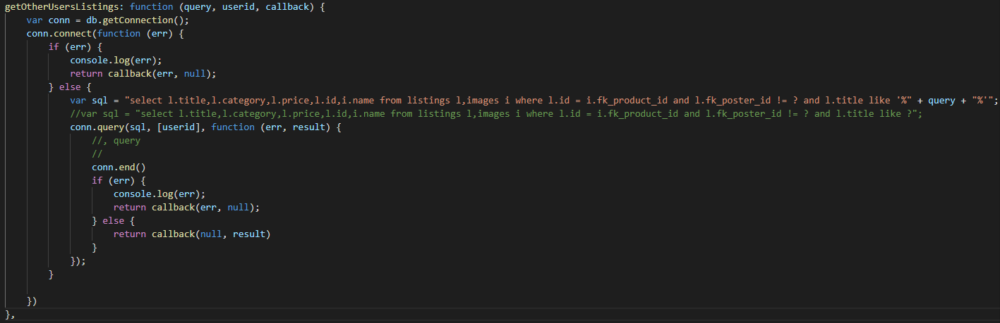 getOtherUsersListings: function (query, userid, callback) {
var conn = db.getConnection();
conn.connect(function (err) {
if (err) {
console.log(err);
return callback(err, null);
} else {
var sql = "select l.title,l.category,l.price,l.id,i.name from listings l,images i where l.id = i.fk_product_id and l.fk_poster_id != ? and l.title like '%" + query + "%'";
//var sql = "select l.title,l.category,l.price,l.id,i.name from listings l,images i where l.id = i.fk_product_id and l.fk_poster_id != ? and l.title like ?";
conn.query(sql, [userid], function (err, result) {
//, query
//
conn.end()
if (err) {
console.log(err);
return callback(err, null);
} else {
return callback(null, result)
}
});
}
})
},